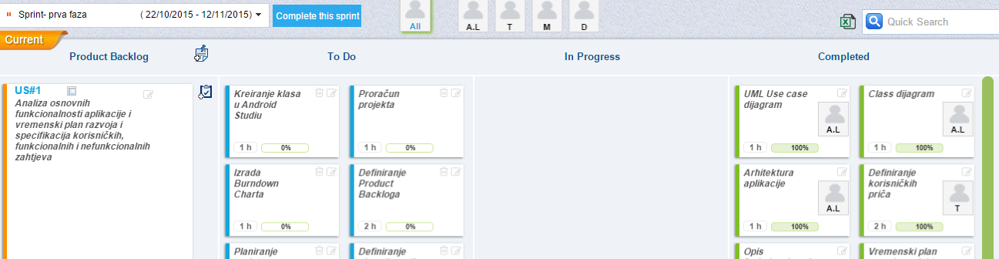 Sprint- prva faza ( 22/10/2015 - 12/11/2015)
Complete this sprint
All
A.L
T
M
D
Quick Search
Current
Product Backlog
To Do
In Progress
Completed
US#1
Analiza osnovnih
funkcionalnosti aplikacije i
vremenski plan razvoja i
specifikacija korisničkih,
funkcionalnih i nefunkcionalnih
zahtjeva
Kreiranje klasa
u Android
Studiu
1 h
0%
Proračun
projekta
1 h
0%
Izrada
Burndown
Charta
1 h
0%
Definiranje
Product
Backloga
2 h
0%
Planiranje
Definiranje
UML Use case
dijagram
A.L
1 h
100%
Class dijagram
A.L
1 h
100%
Arhitektura
aplikacije
A.L
1 h
100%
Definiranje
korisničkih
priča
T
2 h
100%
Opis
Vremenski plan